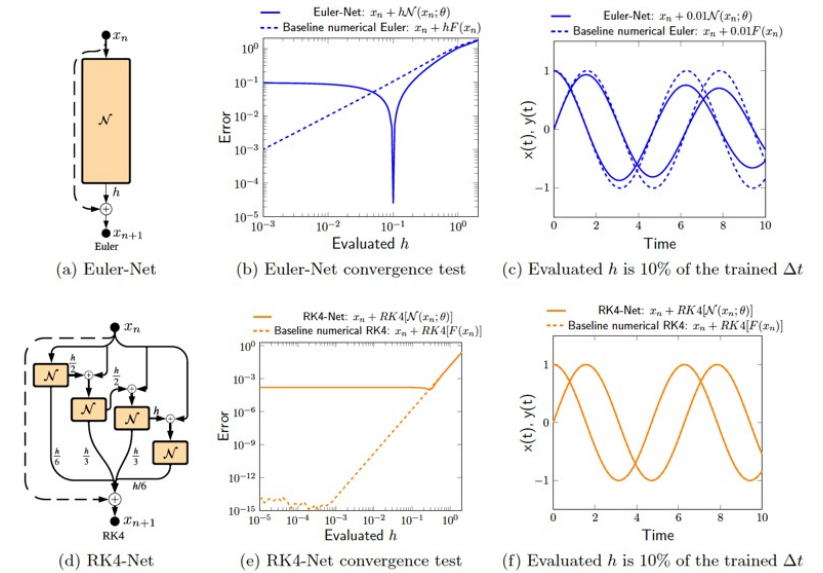 x_n
N
h
+
x_{n+1}
Euler
(a) Euler-Net
Euler-Net: x_n + hN(x_n; θ)
Baseline numerical Euler: x_n + hF(x_n)
10^0
10^{-1}
10^{-2}
10^{-3}
10^{-4}
10^{-5}
Error
10^{-3} 10^{-2} 10^{-1} 10^0
Evaluated h
(b) Euler-Net convergence test
Euler-Net: x_n + 0.01N(x_n; θ)
Baseline numerical Euler: x_n + 0.01F(x_n)
1
0
−1
x(t), y(t)
0 2 4 6 8 10
Time
(c) Evaluated h is 10% of the trained Δt
x_n
N
h/2
+
N
h/2
+
N
h
+
N
h/6
h/3
h/3
h/6
+
x_{n+1}
RK4
(d) RK4-Net
RK4-Net: x_n + RK4[N(x_n; θ)]
Baseline numerical RK4: x_n + RK4[F(x_n)]
10^0
10^{-3}
10^{-6}
10^{-9}
10^{-12}
10^{-15}
Error
10^{-5} 10^{-4} 10^{-3} 10^{-2} 10^{-1} 10^0
Evaluated h
(e) RK4-Net convergence test
RK4-Net: x_n + RK4[N(x_n; θ)]
Baseline numerical RK4: x_n + RK4[F(x_n)]
1
0
−1
x(t), y(t)
0 2 4 6 8 10
Time
(f) Evaluated h is 10% of the trained Δt